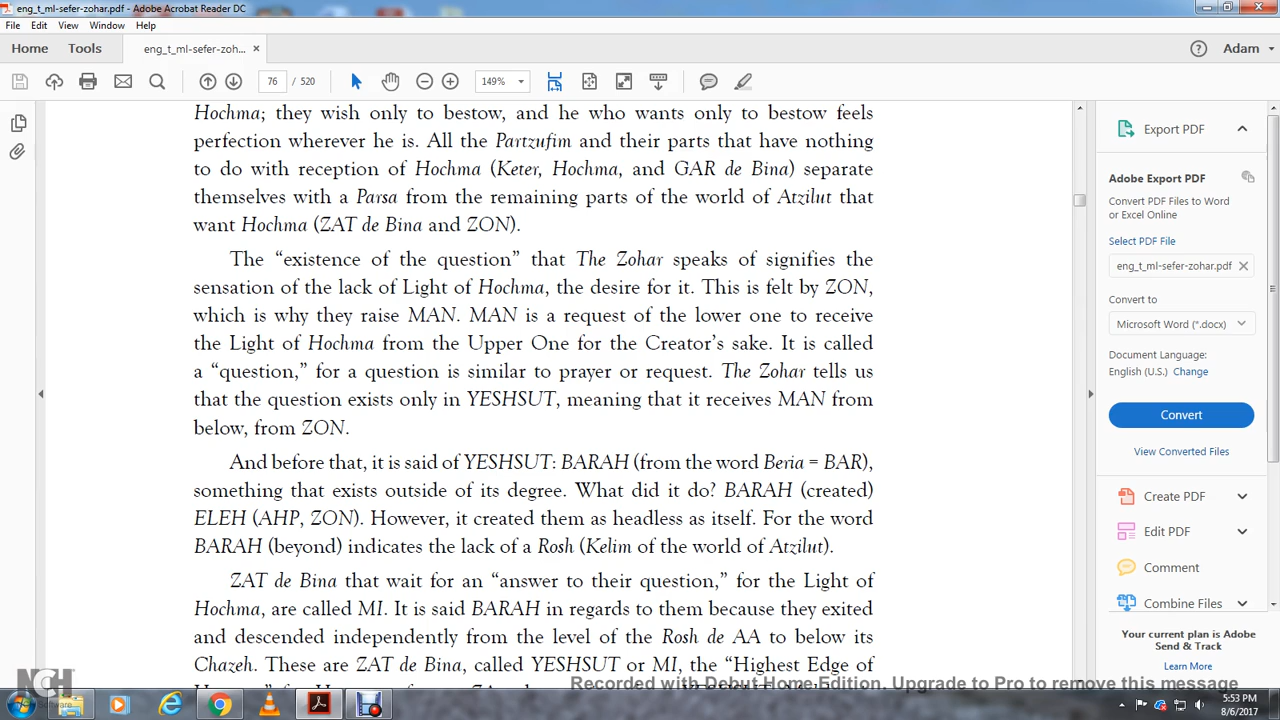 eng_t_ml-sefer-zohar.pdf - Adobe Acrobat Reader DC
File Edit View Window Help
Home Tools eng_t_ml-sefer-zoh... × Adam
76 / 520 149%
Hochma; they wish only to bestow, and he who wants only to bestow feels
perfection wherever he is. All the Partzufim and their parts that have nothing
to do with reception of Hochma (Keter, Hochma, and GAR de Bina) separate
themselves with a Parsa from the remaining parts of the world of Atzilut that
want Hochma (ZAT de Bina and ZON).
The “existence of the question” that The Zohar speaks of signifies the
sensation of the lack of Light of Hochma, the desire for it. This is felt by ZON,
which is why they raise MAN. MAN is a request of the lower one to receive
the Light of Hochma from the Upper One for the Creator’s sake. It is called
a “question,” for a question is similar to prayer or request. The Zohar tells us
that the question exists only in YESHSUT, meaning that it receives MAN from
below, from ZON.
And before that, it is said of YESHSUT: BARAH (from the word Beria = BAR),
something that exists outside of its degree. What did it do? BARAH (created)
ELEH (AHP, ZON). However, it created them as headless as itself. For the word
BARAH (beyond) indicates the lack of a Rosh (Kelim of the world of Atzilut).
ZAT de Bina that wait for an “answer to their question,” for the Light of
Hochma, are called MI. It is said BARAH in regards to them because they exited
and descended independently from the level of the Rosh de AA to below its
Chazeh. These are ZAT de Bina, called YESHSUT or MI, the “Highest Edge of
Export PDF
Adobe Export PDF
Convert PDF Files to Word
or Excel Online
Select PDF File
eng_t_ml-sefer-zohar.pdf ×
Convert to
Microsoft Word (*.docx)
Document Language:
English (U.S.) Change
Convert
View Converted Files
Create PDF
Edit PDF
Comment
Combine Files
Your current plan is Adobe
Send & Track
Learn More
NCH Software
Recorded with Debut Home Edition. Upgrade to Pro to remove this message
5:53 PM
8/6/2017